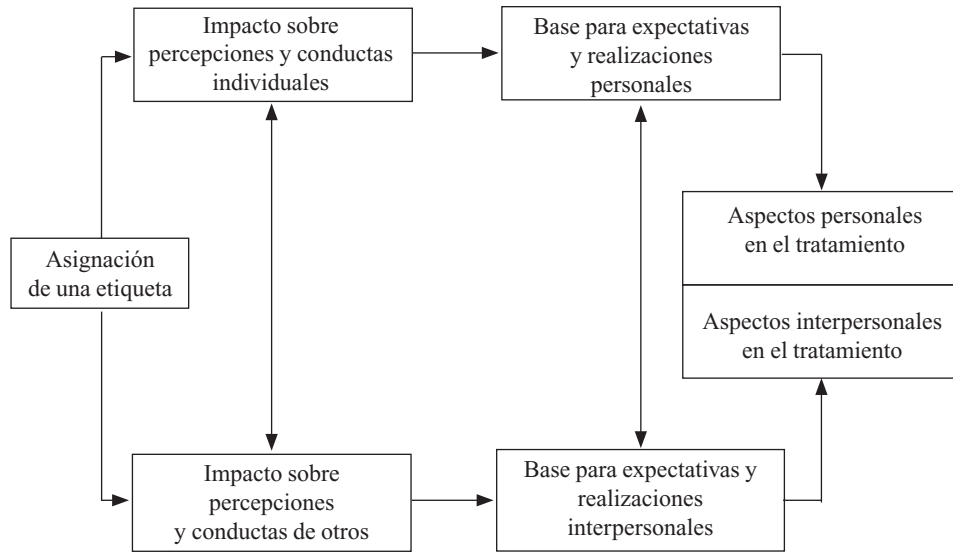 Impacto sobre
percepciones y conductas
individuales
Base para expectativas
y realizaciones
personales
Aspectos personales
en el tratamiento
Asignación
de una etiqueta
Aspectos interpersonales
en el tratamiento
Impacto sobre
percepciones
y conductas de otros
Base para expectativas y
realizaciones
interpersonales